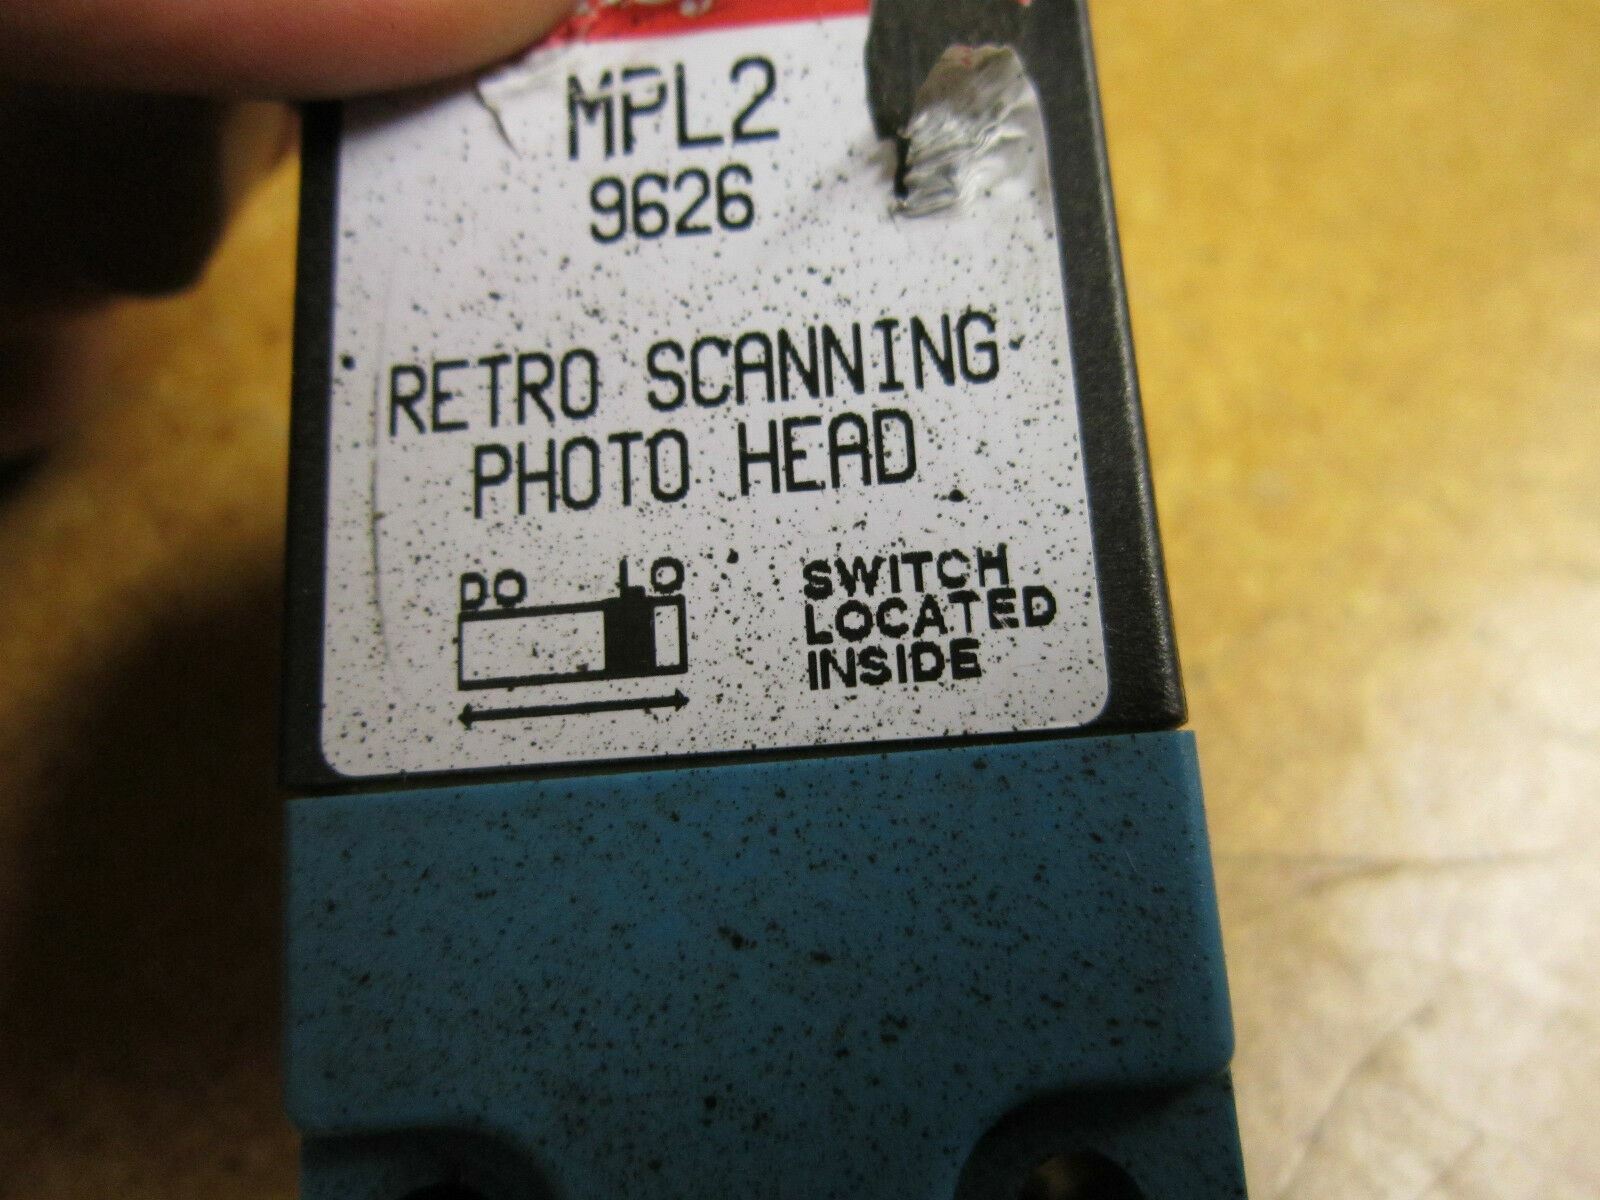 MPL2
9626
RETRO SCANNING
PHOTO HEAD
DO LO
SWITCH
LOCATED
INSIDE